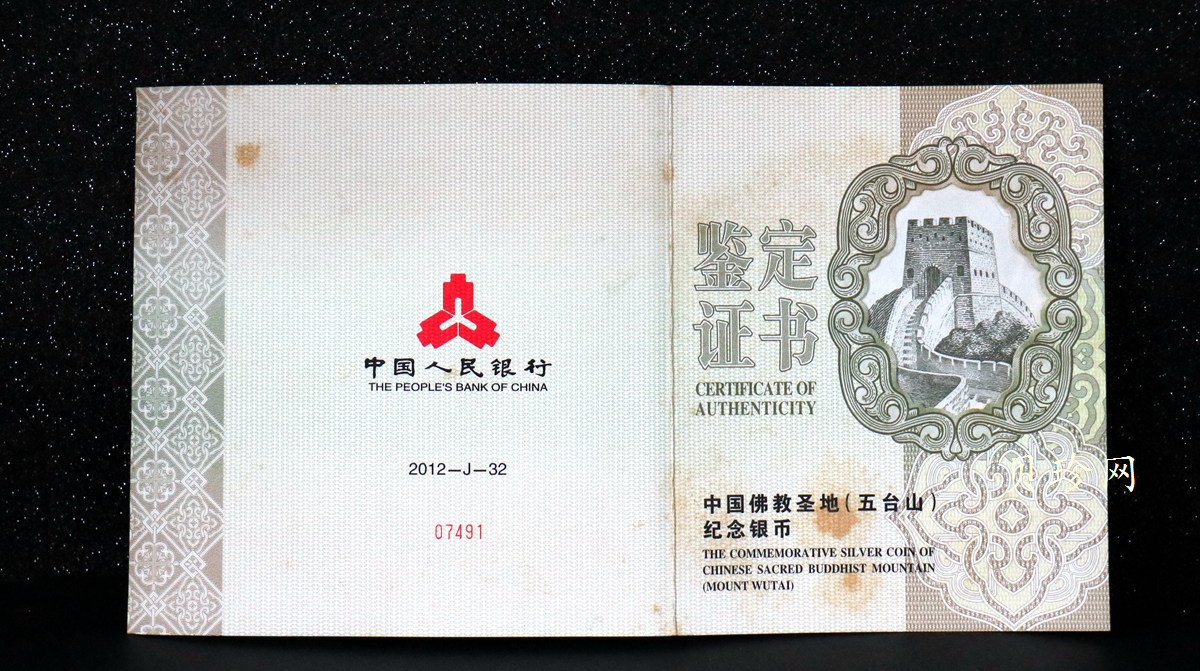 中国人民银行
THE PEOPLE'S BANK OF CHINA
2012—J—32
07491
鉴定
证书
CERTIFICATE OF
AUTHENTICITY
中国佛教圣地(五台山)
纪念银币
THE COMMEMORATIVE SILVER COIN OF
CHINESE SACRED BUDDHIST MOUNTAIN
(MOUNT WUTAI)
网